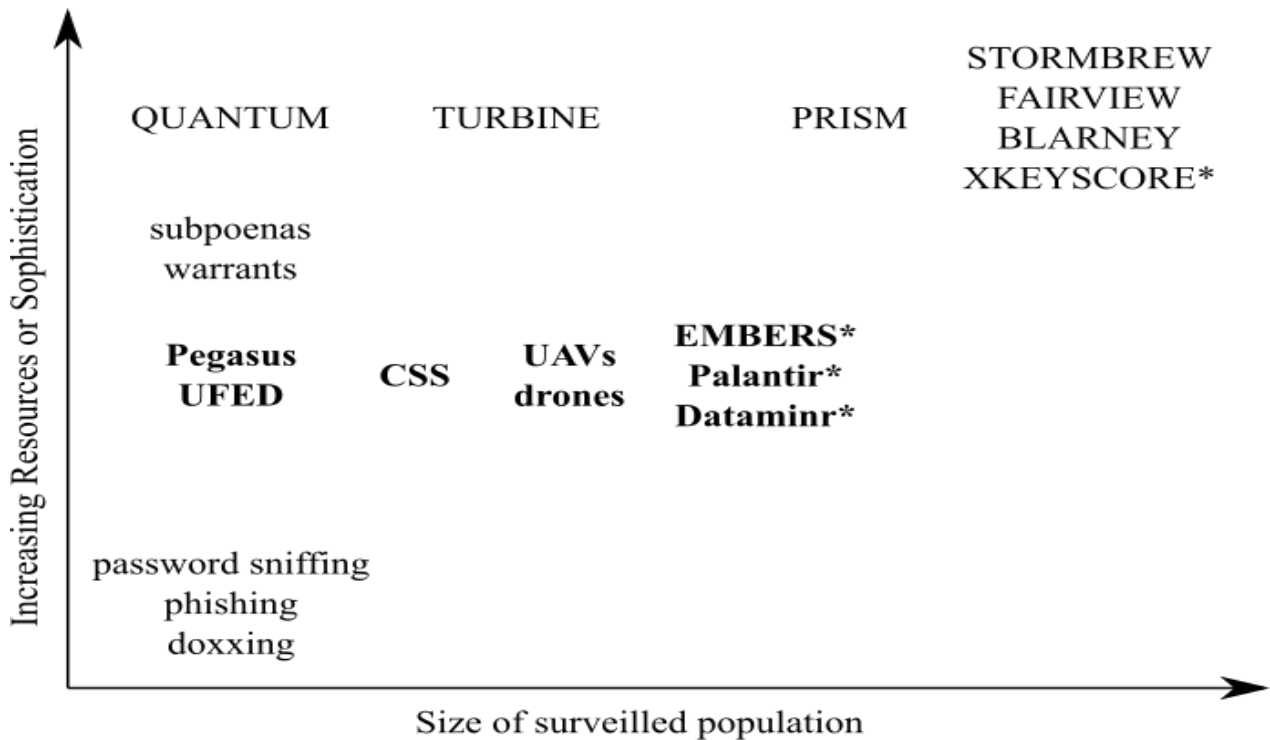 Increasing Resources or Sophistication
STORMBREW
FAIRVIEW
BLARNEY
XKEYSCORE*
QUANTUM
TURBINE
PRISM
subpoenas
warrants
Pegasus
UFED
CSS
UAVs
drones
EMBERS*
Palantir*
Dataminr*
password sniffing
phishing
doxxing
Size of surveilled population